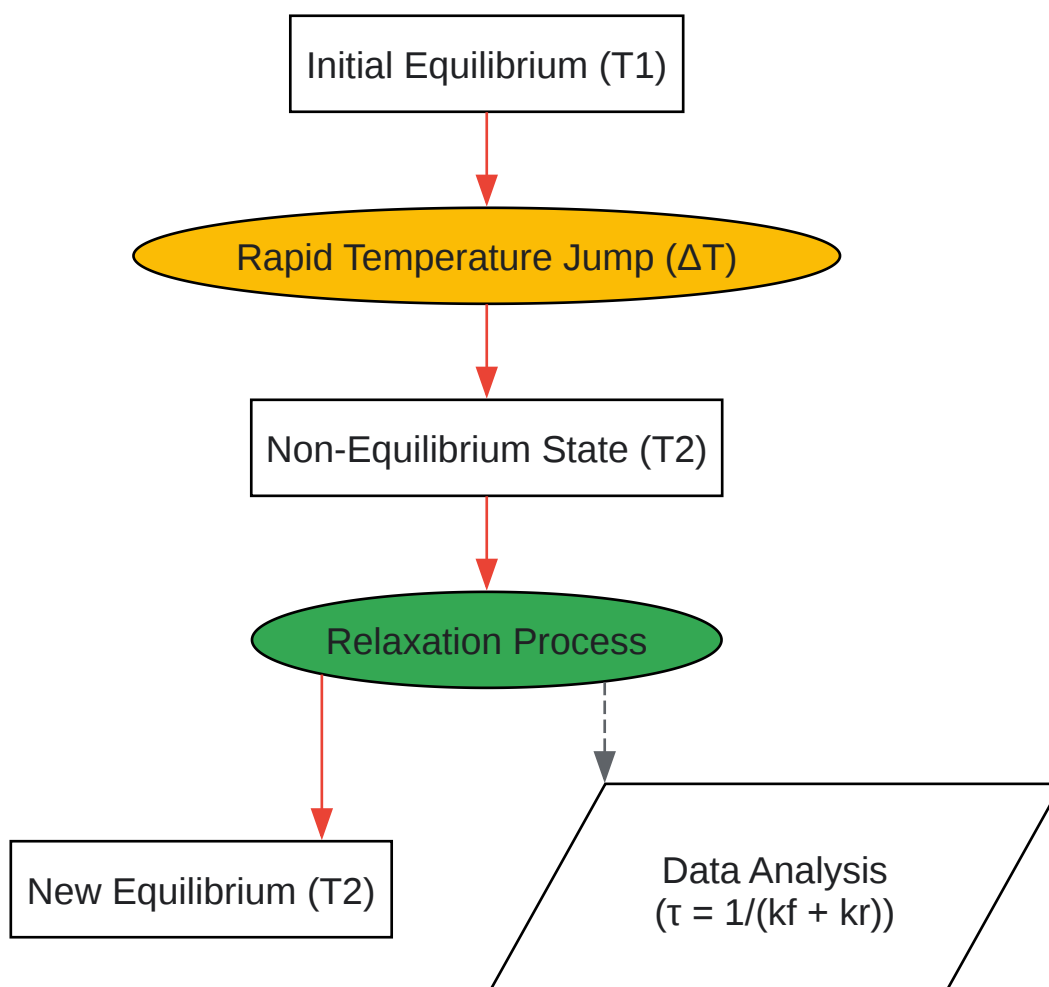 Initial Equilibrium (T1)
Rapid Temperature Jump (ΔT)
Non-Equilibrium State (T2)
Relaxation Process
New Equilibrium (T2)
Data Analysis
(τ = 1/(kf + kr))